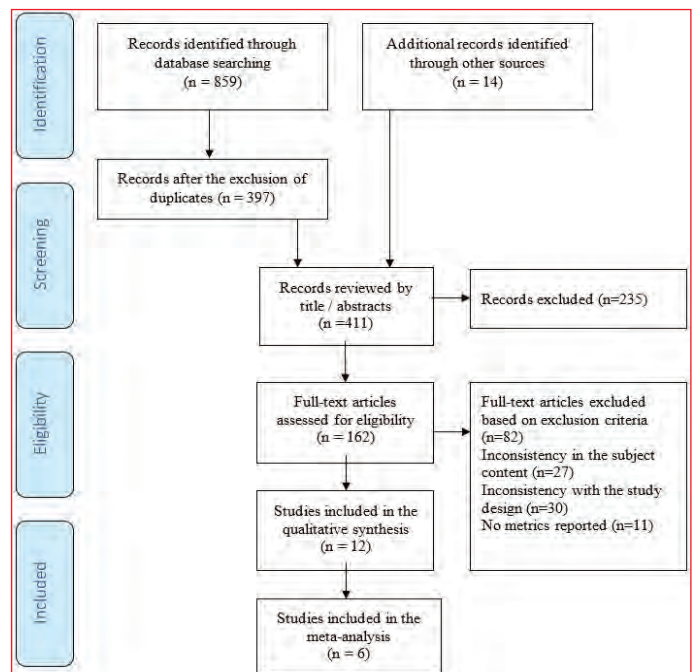 Identification
Records identified through
database searching
(n = 859)
Additional records identified
through other sources
(n = 14)
Records after the exclusion of
duplicates (n = 397)
Screening
Records reviewed by
title / abstracts
(n =411)
Records excluded (n=235)
Eligibility
Full-text articles
assessed for eligibility
n = 162)
Full-text articles excluded
based on exclusion criteria
(n=82)
Inconsistency in the subject
content (n=27)
Inconsistency with the study
design (n=30)
No metrics reported (n=11)
Studies included in the
qualitative synthesis
(n = 12)
Included
Studies included in the
meta-analysis
(n = 6)